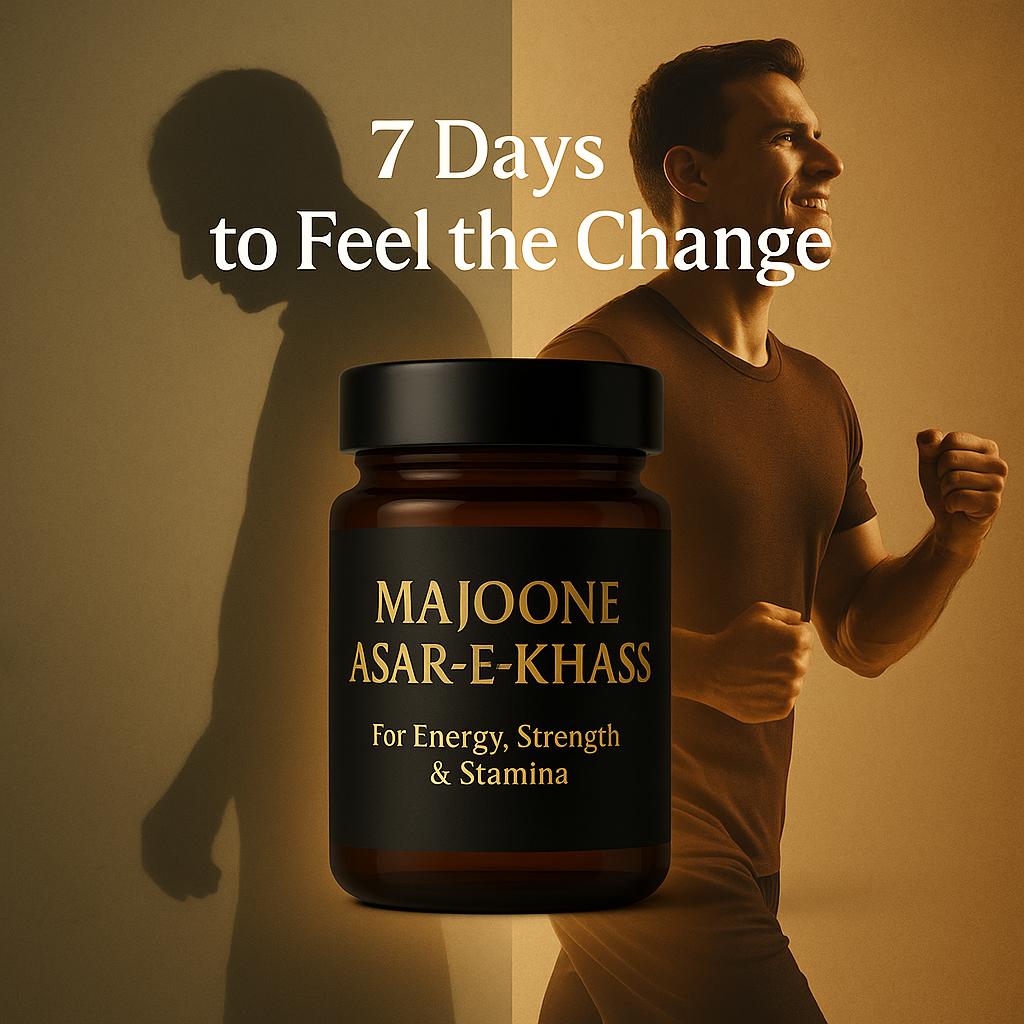 7 Days
to Feel the Change
MAJOONE
ASAR-E-KHASS
For Energy, Strength
& Stamina